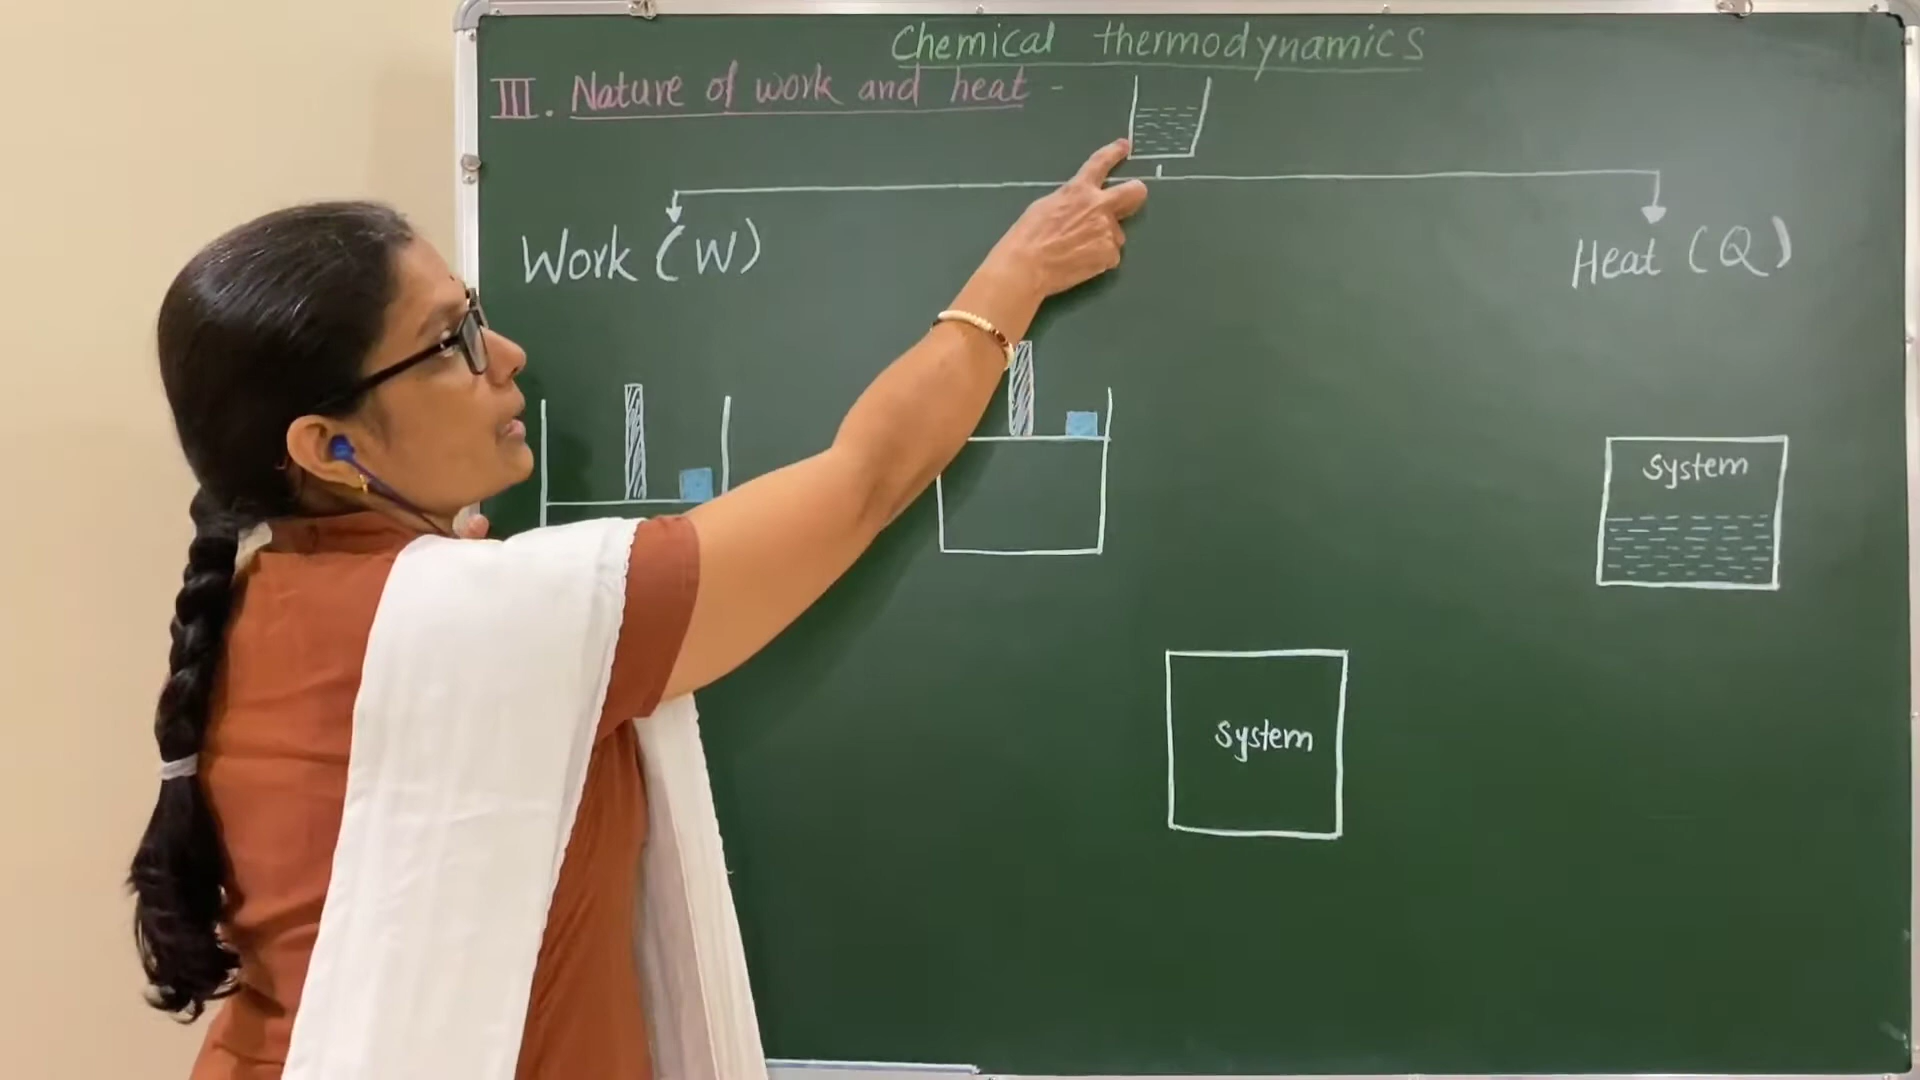 Chemical thermodynamics
III. Nature of work and heat -
Work (W)
Heat (Q)
System
System